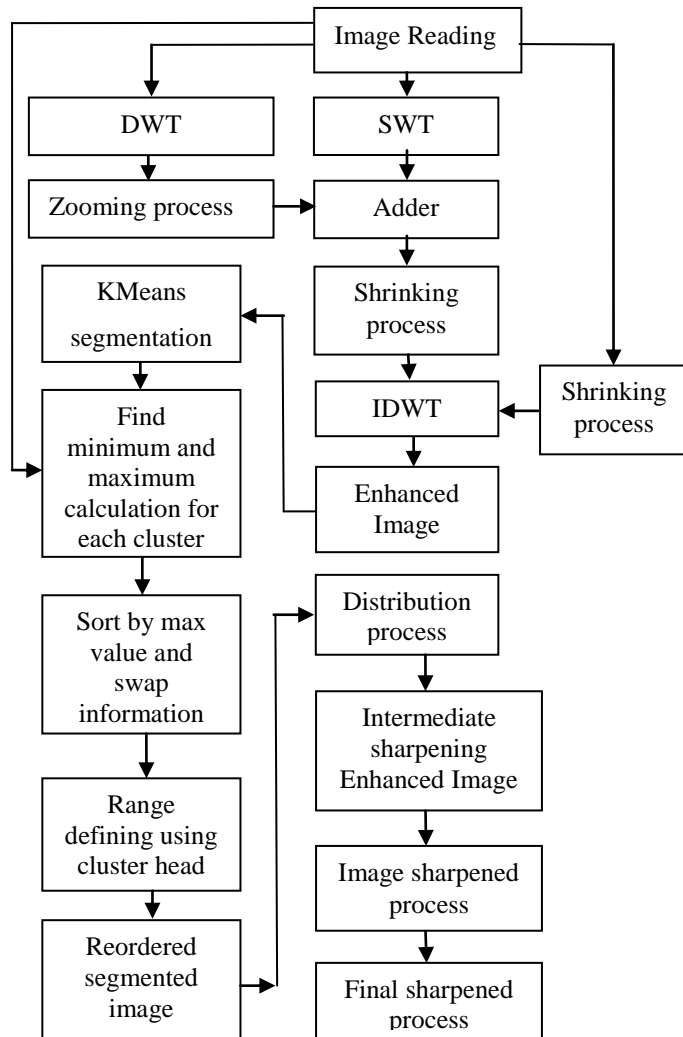 Image Reading
DWT
SWT
Zooming process
Adder
KMeans
segmentation
Shrinking
process
IDWT
Shrinking
process
Find
minimum and
maximum
calculation for
each cluster
Enhanced
Image
Sort by max
value and
swap
information
Distribution
process
Intermediate
sharpening
Enhanced Image
Range
defining using
cluster head
Image sharpened
process
Reordered
segmented
image
Final sharpened
process